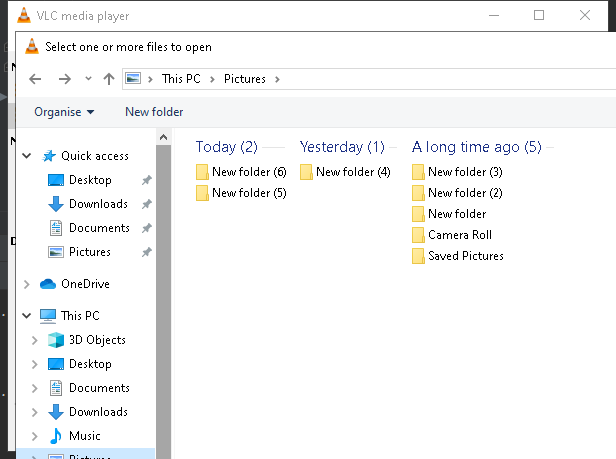 VLC media player
Select one or more files to open
This PC > Pictures >
Organise New folder
Quick access
Desktop
Downloads
Documents
Pictures
OneDrive
This PC
3D Objects
Desktop
Documents
Downloads
Music
Pictures
Today (2)
New folder (6)
New folder (5)
Yesterday (1)
New folder (4)
A long time ago (5)
New folder (3)
New folder (2)
New folder
Camera Roll
Saved Pictures